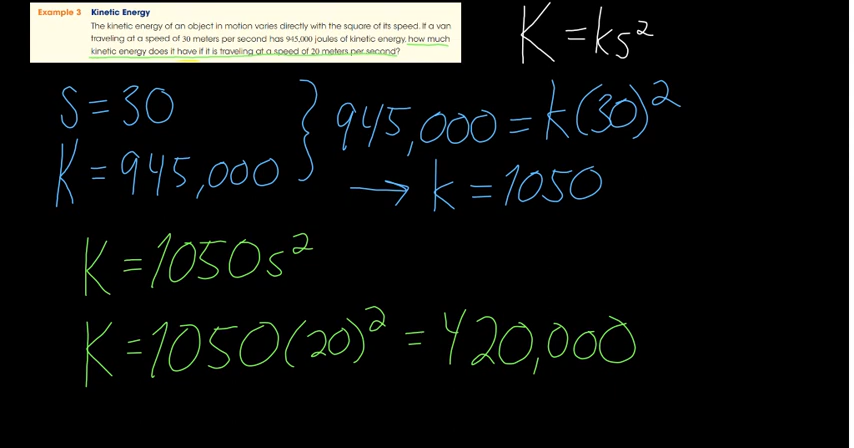 Example 3 Kinetic Energy
The kinetic energy of an object in motion varies directly with the square of its speed. If a van
traveling at a speed of 30 meters per second has 945,000 joules of kinetic energy, how much
kinetic energy does it have if it is traveling at a speed of 20 meters per second?
K = ks²
s = 30
K = 945,000
945,000 = k(30)²
→ k = 1050
K = 1050s²
K = 1050(20)² = 420,000